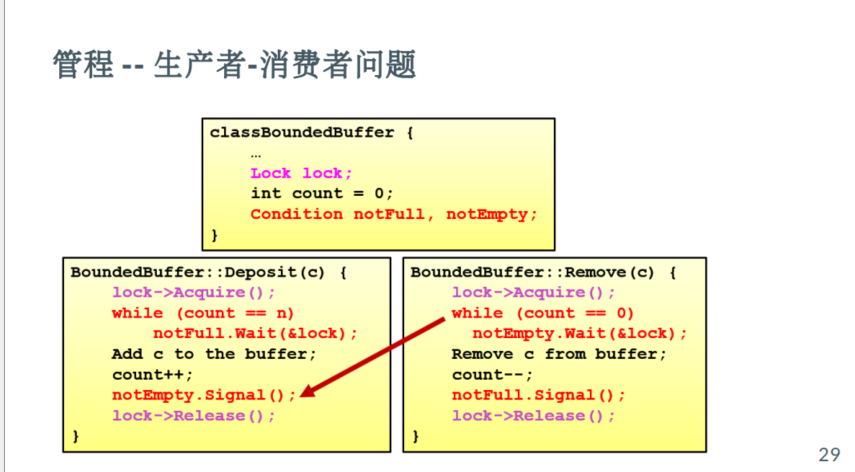 管程 -- 生产者-消费者问题
classBoundedBuffer {
…
Lock lock;
int count = 0;
Condition notFull, notEmpty;
}
BoundedBuffer::Deposit(c) {
lock->Acquire();
while (count == n)
notFull.Wait(&lock);
Add c to the buffer;
count++;
notEmpty.Signal();
lock->Release();
}
BoundedBuffer::Remove(c) {
lock->Acquire();
while (count == 0)
notEmpty.Wait(&lock);
Remove c from buffer;
count--;
notFull.Signal();
lock->Release();
}
29